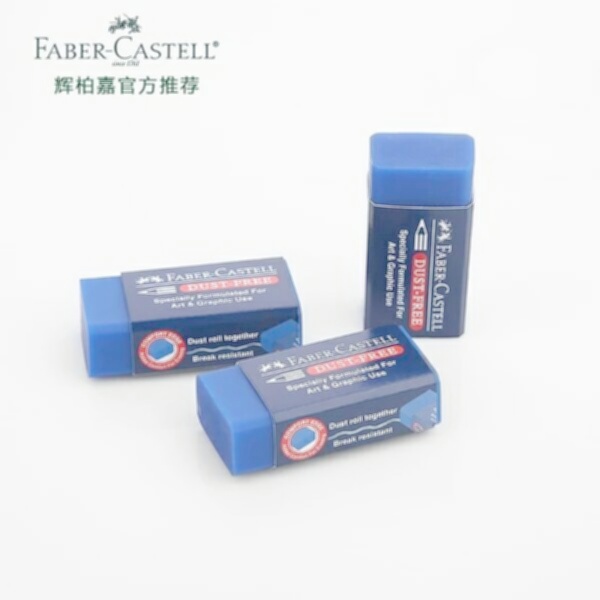 FABER-CASTELL®
since 1761
辉柏嘉官方推荐
FABER-CASTELL
DUST-FREE
Specially Formulated For
Art & Graphic Use
FABER-CASTELL
DUST-FREE
Specially Formulated For
Art & Graphic Use
Dust roll together
Break resistant
FABER-CASTELL
DUST-FREE
Specially Formulated For
Art & Graphic Use
Dust roll together
Break resistant